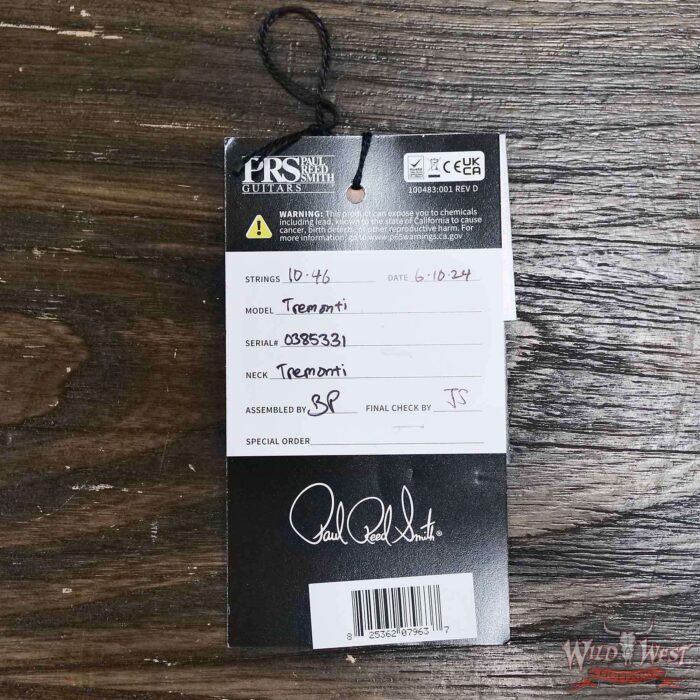 PRS PAUL REED SMITH
GUITARS
CE UK CA
100483:001 REV D
WARNING: This product can expose you to chemicals
including lead, known to the state of California to cause
cancer, birth defects, or other reproductive harm. For
more information, go to www.p65warnings.ca.gov
STRINGS 10-46 DATE 6-10-24
MODEL Tremonti
SERIAL# 0385331
NECK Tremonti
ASSEMBLED BY BP FINAL CHECK BY JS
SPECIAL ORDER
Paul Reed Smith®
8 25362 07963 7
WILD WEST
GUITARS